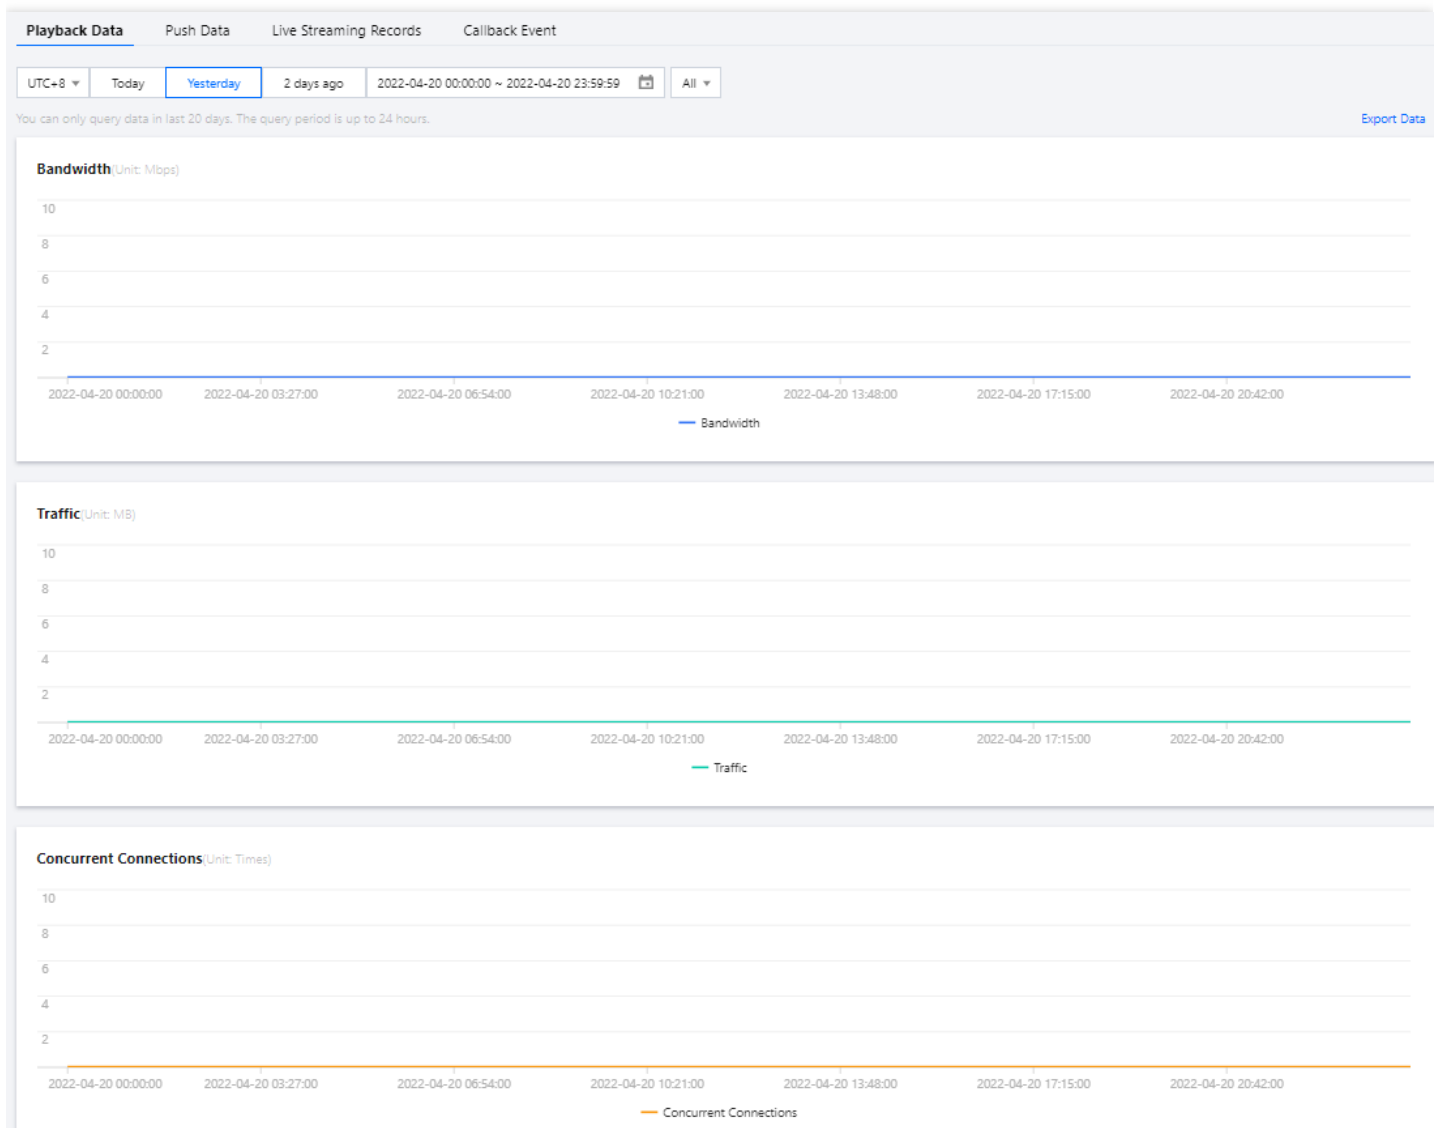 Playback Data Push Data Live Streaming Records Callback Event
UTC+8 Today Yesterday 2 days ago 2022-04-20 00:00:00 ~ 2022-04-20 23:59:59 All
You can only query data in last 20 days. The query period is up to 24 hours. Export Data
Bandwidth(Unit: Mbps)
10
8
6
4
2
2022-04-20 00:00:00 2022-04-20 03:27:00 2022-04-20 06:54:00 2022-04-20 10:21:00 2022-04-20 13:48:00 2022-04-20 17:15:00 2022-04-20 20:42:00
Bandwidth
Traffic(Unit: MB)
10
8
6
4
2
2022-04-20 00:00:00 2022-04-20 03:27:00 2022-04-20 06:54:00 2022-04-20 10:21:00 2022-04-20 13:48:00 2022-04-20 17:15:00 2022-04-20 20:42:00
Traffic
Concurrent Connections(Unit: Times)
10
8
6
4
2
2022-04-20 00:00:00 2022-04-20 03:27:00 2022-04-20 06:54:00 2022-04-20 10:21:00 2022-04-20 13:48:00 2022-04-20 17:15:00 2022-04-20 20:42:00
Concurrent Connections